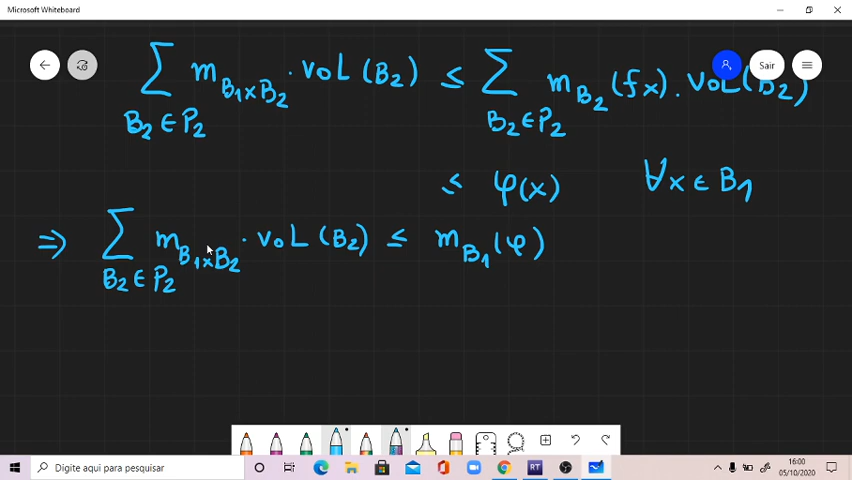 Microsoft Whiteboard
Sair
∑_{B₂ ∈ P₂} m_{B₁×B₂} · voL(B₂) ≤ ∑_{B₂ ∈ P₂} m_{B₂}(fx) . voL(B₂)
≤ φ(x) ∀x ∈ B₁
⇒ ∑_{B₂ ∈ P₂} m_{B₁×B₂} · voL(B₂) ≤ m_{B₁}(φ)
Digite aqui para pesquisar
RT
16:00
05/10/2020